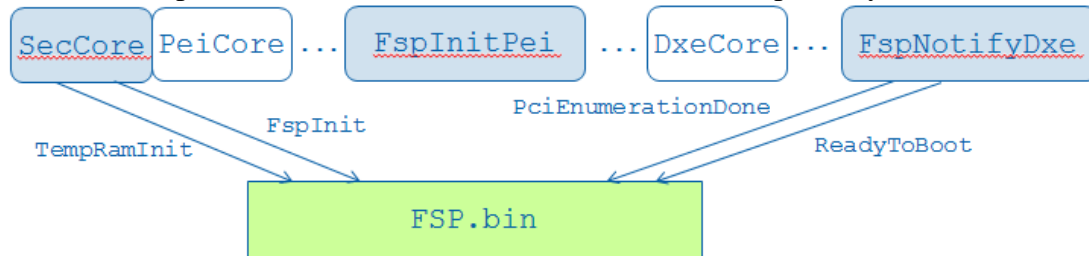 SecCore PeiCore ... FspInitPei ... DxeCore ... FspNotifyDxe
PciEnumerationDone
FspInit
TempRamInit
ReadyToBoot
FSP.bin